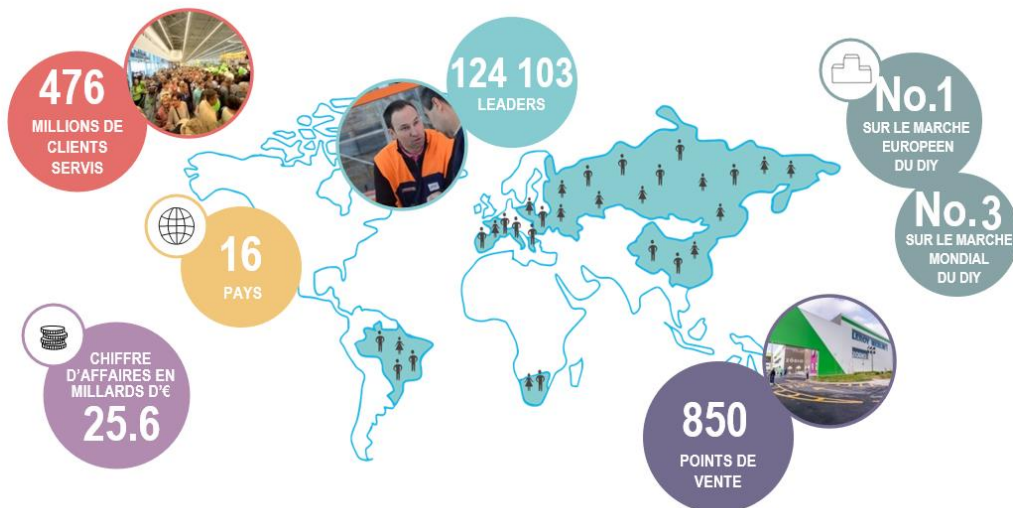 476
MILLIONS DE
CLIENTS
SERVIS
124 103
LEADERS
No.1
SUR LE MARCHE
EUROPEEN
DU DIY
No.3
SUR LE MARCHE
MONDIAL
DU DIY
16
PAYS
CHIFFRE
D'AFFAIRES EN
MILLARDS D'€
25.6
850
POINTS DE
VENTE